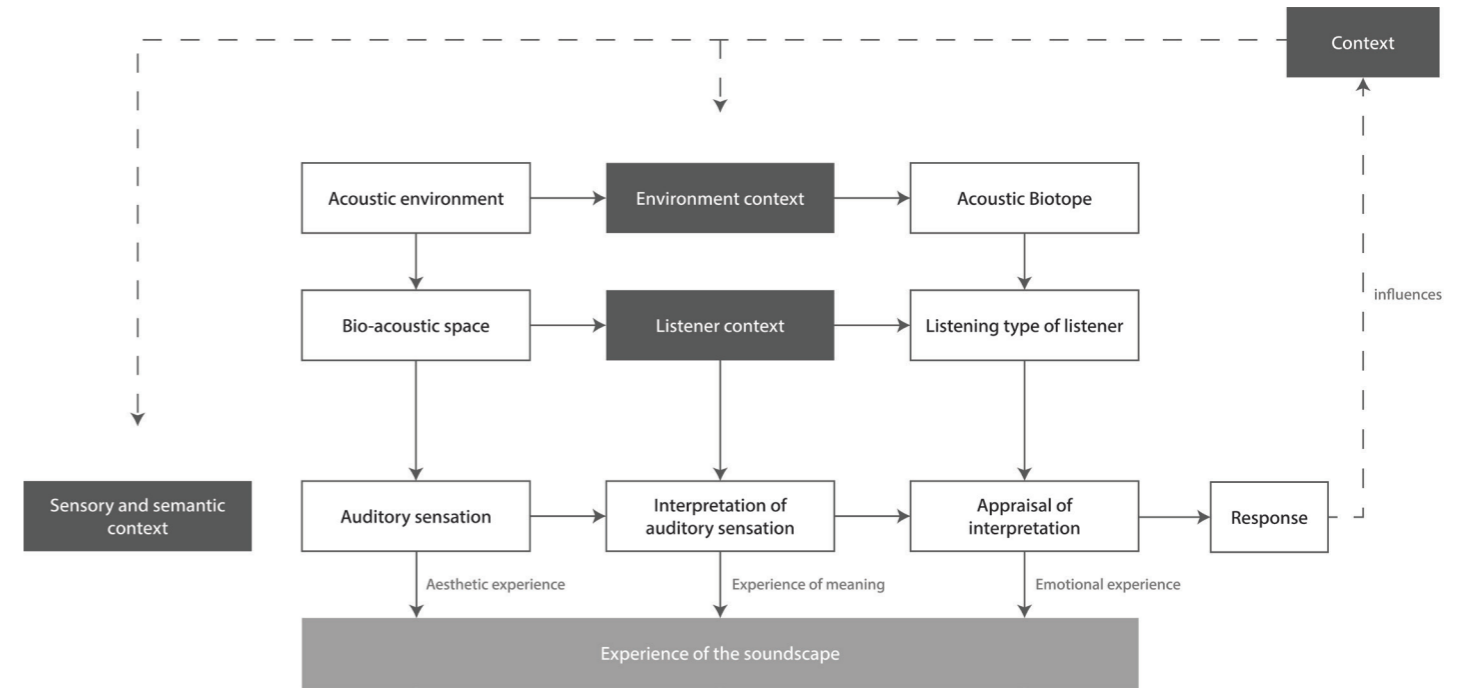 Context
Acoustic environment
Environment context
Acoustic Biotope
influences
Bio-acoustic space
Listener context
Listening type of listener
Sensory and semantic
context
Auditory sensation
Interpretation of
auditory sensation
Appraisal of
interpretation
Response
Aesthetic experience
Experience of meaning
Emotional experience
Experience of the soundscape